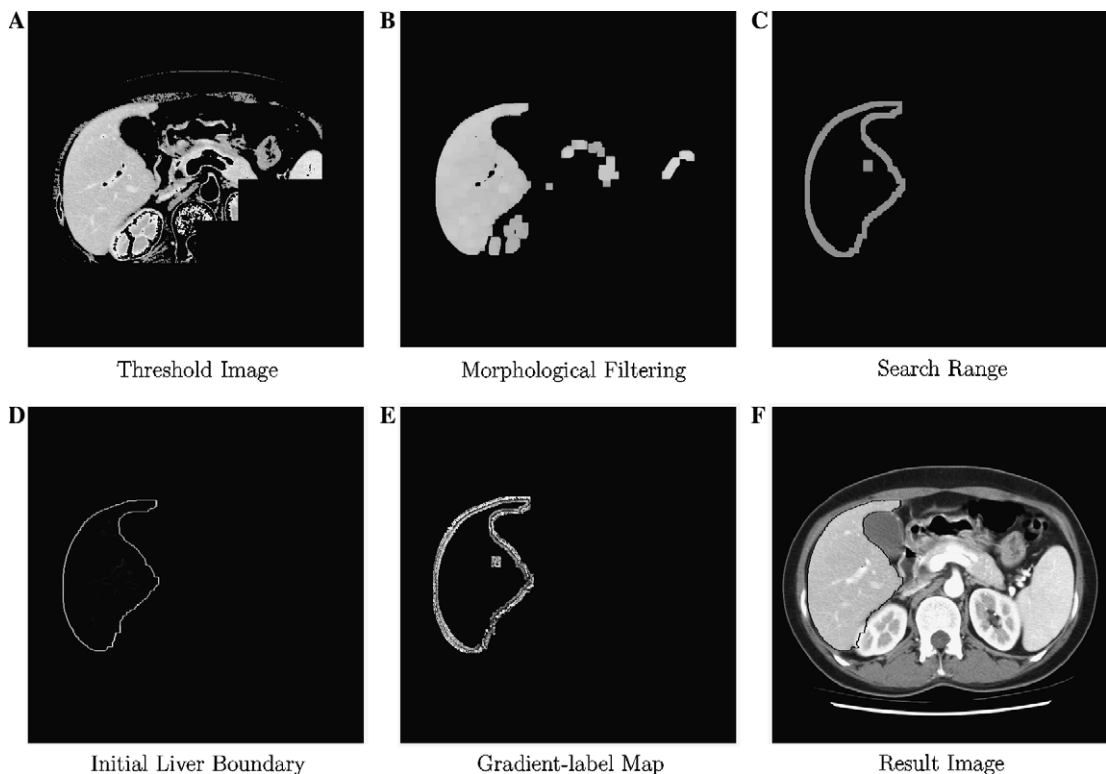 A
B
C
Threshold Image
Morphological Filtering
Search Range
D
E
F
Initial Liver Boundary
Gradient-label Map
Result Image